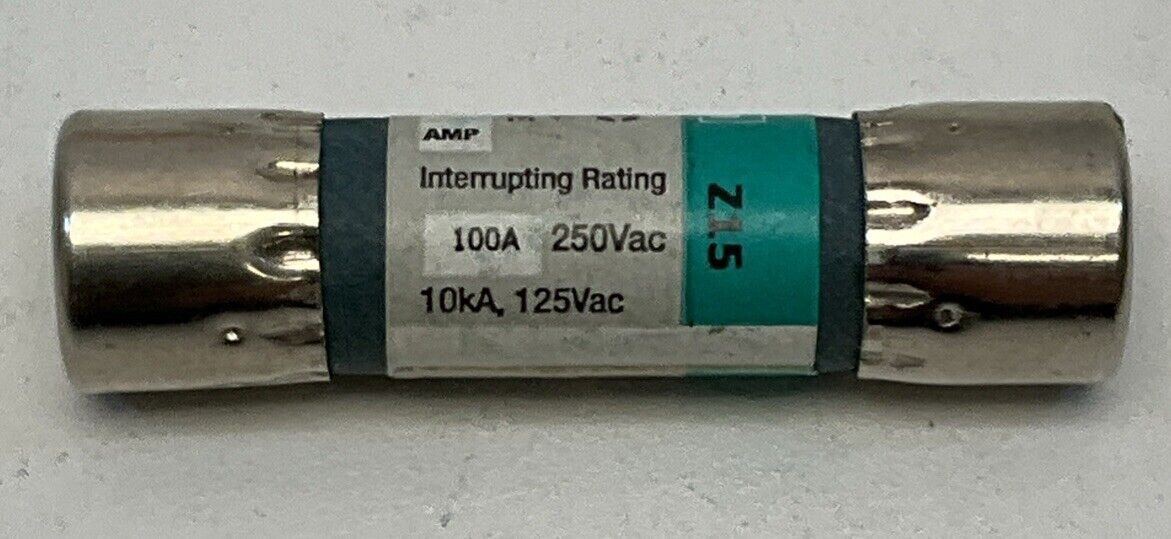 AMP
Interrupting Rating
100A 250Vac
10kA, 125Vac
Z15